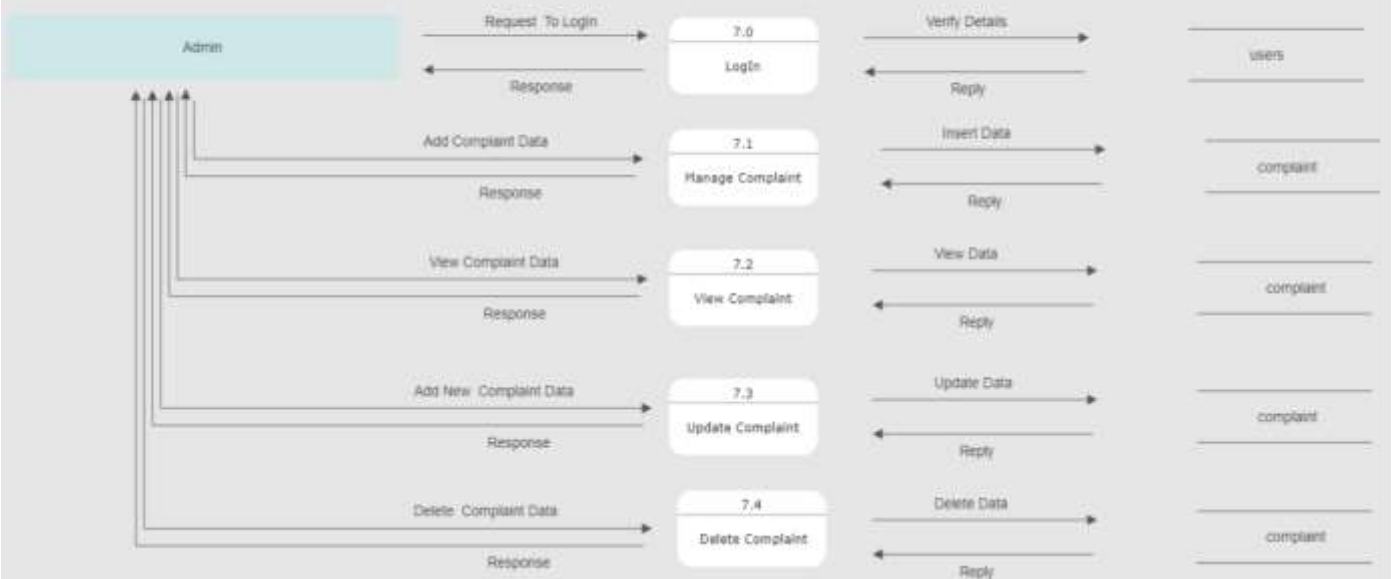 Request To Login
Verify Details
7.0
Admin
LogIn
users
Response
Reply
Add Complaint Data
Insert Data
7.1
Manage Complaint
complaint
Response
Reply
View Complaint Data
View Data
7.2
View Complaint
complaint
Response
Reply
Add New Complaint Data
Update Data
7.3
Update Complaint
complaint
Response
Reply
Delete Complaint Data
Delete Data
7.4
Delete Complaint
complaint
Response
Reply